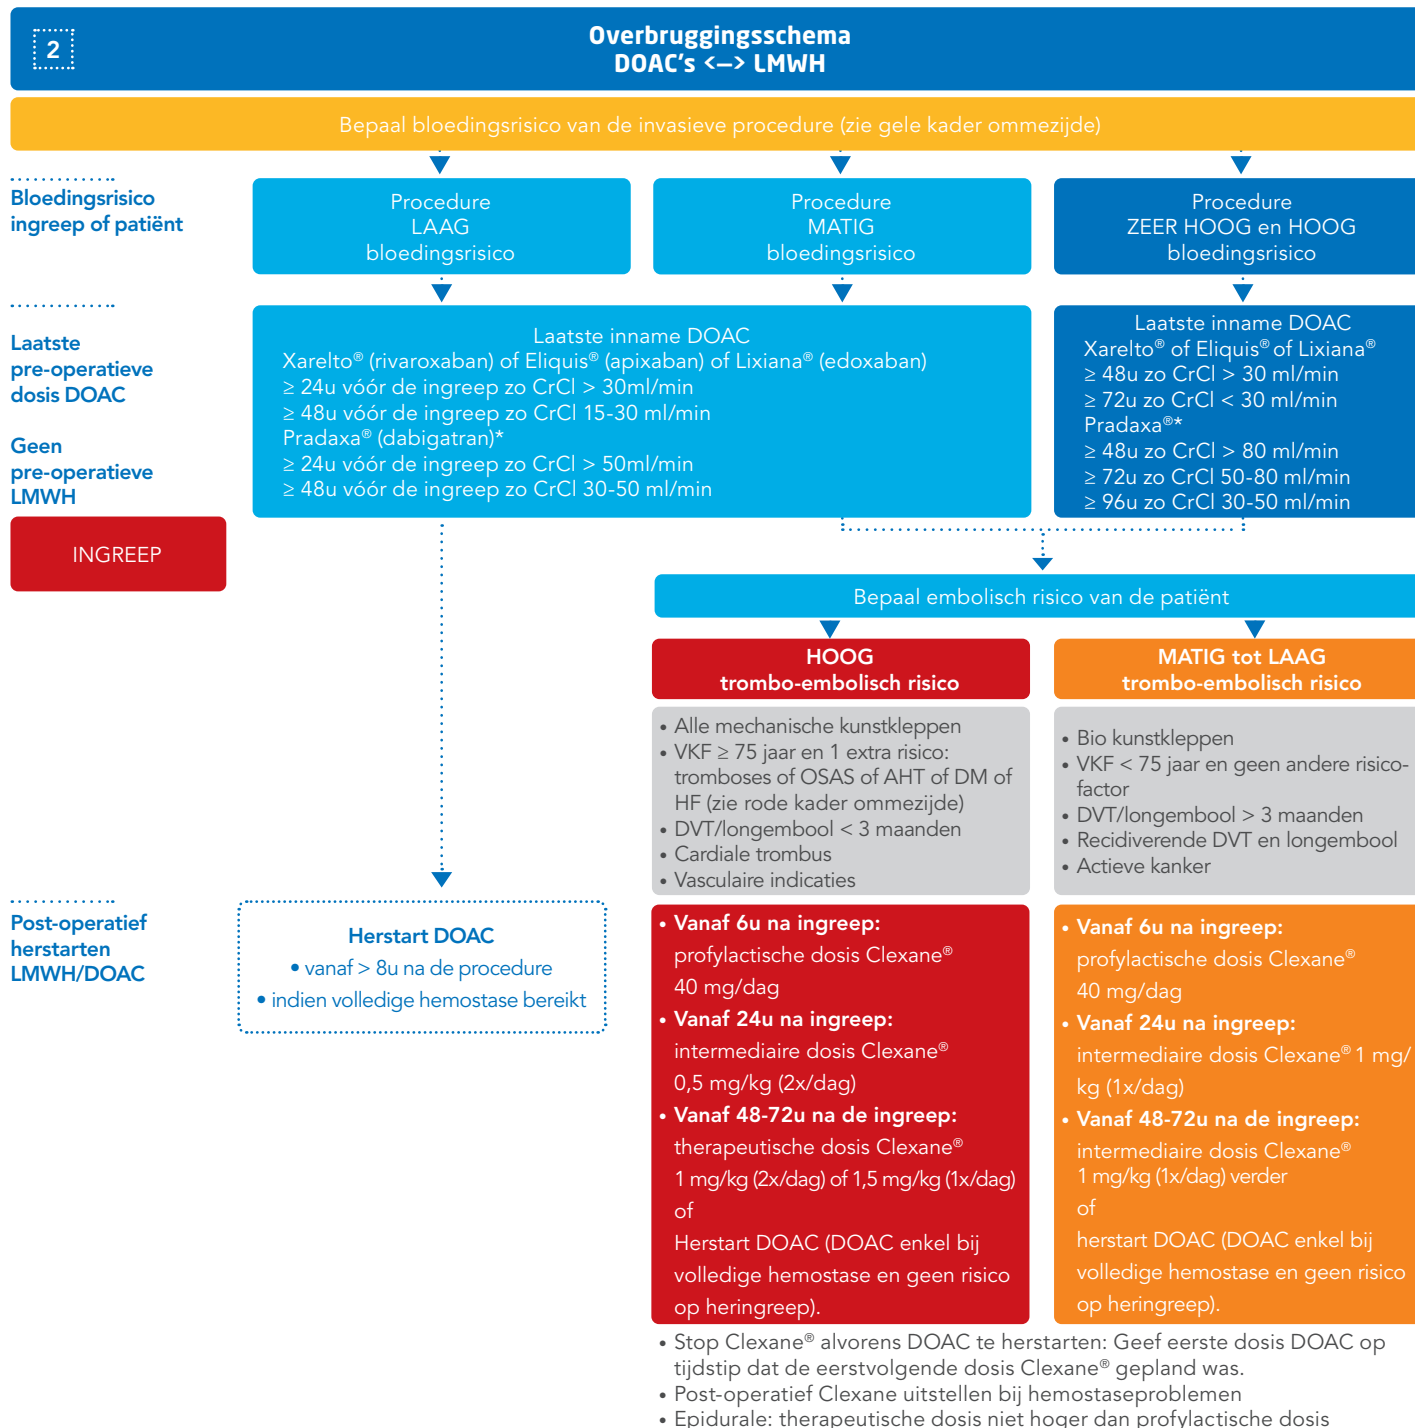 2
Overbruggingsschema
DOAC's <—> LMWH
Bepaal bloedingsrisico van de invasieve procedure (zie gele kader ommezijde)
Bloedingsrisico
ingreep of patiënt
Procedure
LAAG
bloedingsrisico
Procedure
MATIG
bloedingsrisico
Procedure
ZEER HOOG en HOOG
bloedingsrisico
Laatste
pre-operatieve
dosis DOAC
Geen
pre-operatieve
LMWH
Laatste inname DOAC
Xarelto® (rivaroxaban) of Eliquis® (apixaban) of Lixiana® (edoxaban)
≥ 24u vóór de ingreep zo CrCl > 30ml/min
≥ 48u vóór de ingreep zo CrCl 15-30 ml/min
Pradaxa® (dabigatran)*
≥ 24u vóór de ingreep zo CrCl > 50ml/min
≥ 48u vóór de ingreep zo CrCl 30-50 ml/min
Laatste inname DOAC
Xarelto® of Eliquis® of Lixiana®
≥ 48u zo CrCl > 30 ml/min
≥ 72u zo CrCl < 30 ml/min
Pradaxa®*
≥ 48u zo CrCl > 80 ml/min
≥ 72u zo CrCl 50-80 ml/min
≥ 96u zo CrCl 30-50 ml/min
INGREEP
Bepaal embolisch risico van de patiënt
HOOG
trombo-embolisch risico
• Alle mechanische kunstkleppen
• VKF ≥ 75 jaar en 1 extra risico:
tromboses of OSAS of AHT of DM of
HF (zie rode kader ommezijde)
• DVT/longembool < 3 maanden
• Cardiale trombus
• Vasculaire indicaties
MATIG tot LAAG
trombo-embolisch risico
• Bio kunstkleppen
• VKF < 75 jaar en geen andere risico-
factor
• DVT/longembool > 3 maanden
• Recidiverende DVT en longembool
• Actieve kanker
Post-operatief
herstarten
LMWH/DOAC
Herstart DOAC
• vanaf > 8u na de procedure
• indien volledige hemostase bereikt
• Vanaf 6u na ingreep:
profylactische dosis Clexane®
40 mg/dag
• Vanaf 24u na ingreep:
intermediaire dosis Clexane®
0,5 mg/kg (2x/dag)
• Vanaf 48-72u na de ingreep:
therapeutische dosis Clexane®
1 mg/kg (2x/dag) of 1,5 mg/kg (1x/dag)
of
Herstart DOAC (DOAC enkel bij
volledige hemostase en geen risico
op heringreep).
• Vanaf 6u na ingreep:
profylactische dosis Clexane®
40 mg/dag
• Vanaf 24u na ingreep:
intermediaire dosis Clexane® 1 mg/
kg (1x/dag)
• Vanaf 48-72u na de ingreep:
intermediaire dosis Clexane®
1 mg/kg (1x/dag) verder
of
herstart DOAC (DOAC enkel bij
volledige hemostase en geen risico
op heringreep).
• Stop Clexane® alvorens DOAC te herstarten: Geef eerste dosis DOAC op
tijdstip dat de eerstvolgende dosis Clexane® gepland was.
• Post-operatief Clexane uitstellen bij hemostaseproblemen
• Epidurale: therapeutische dosis niet hoger dan profylactische dosis